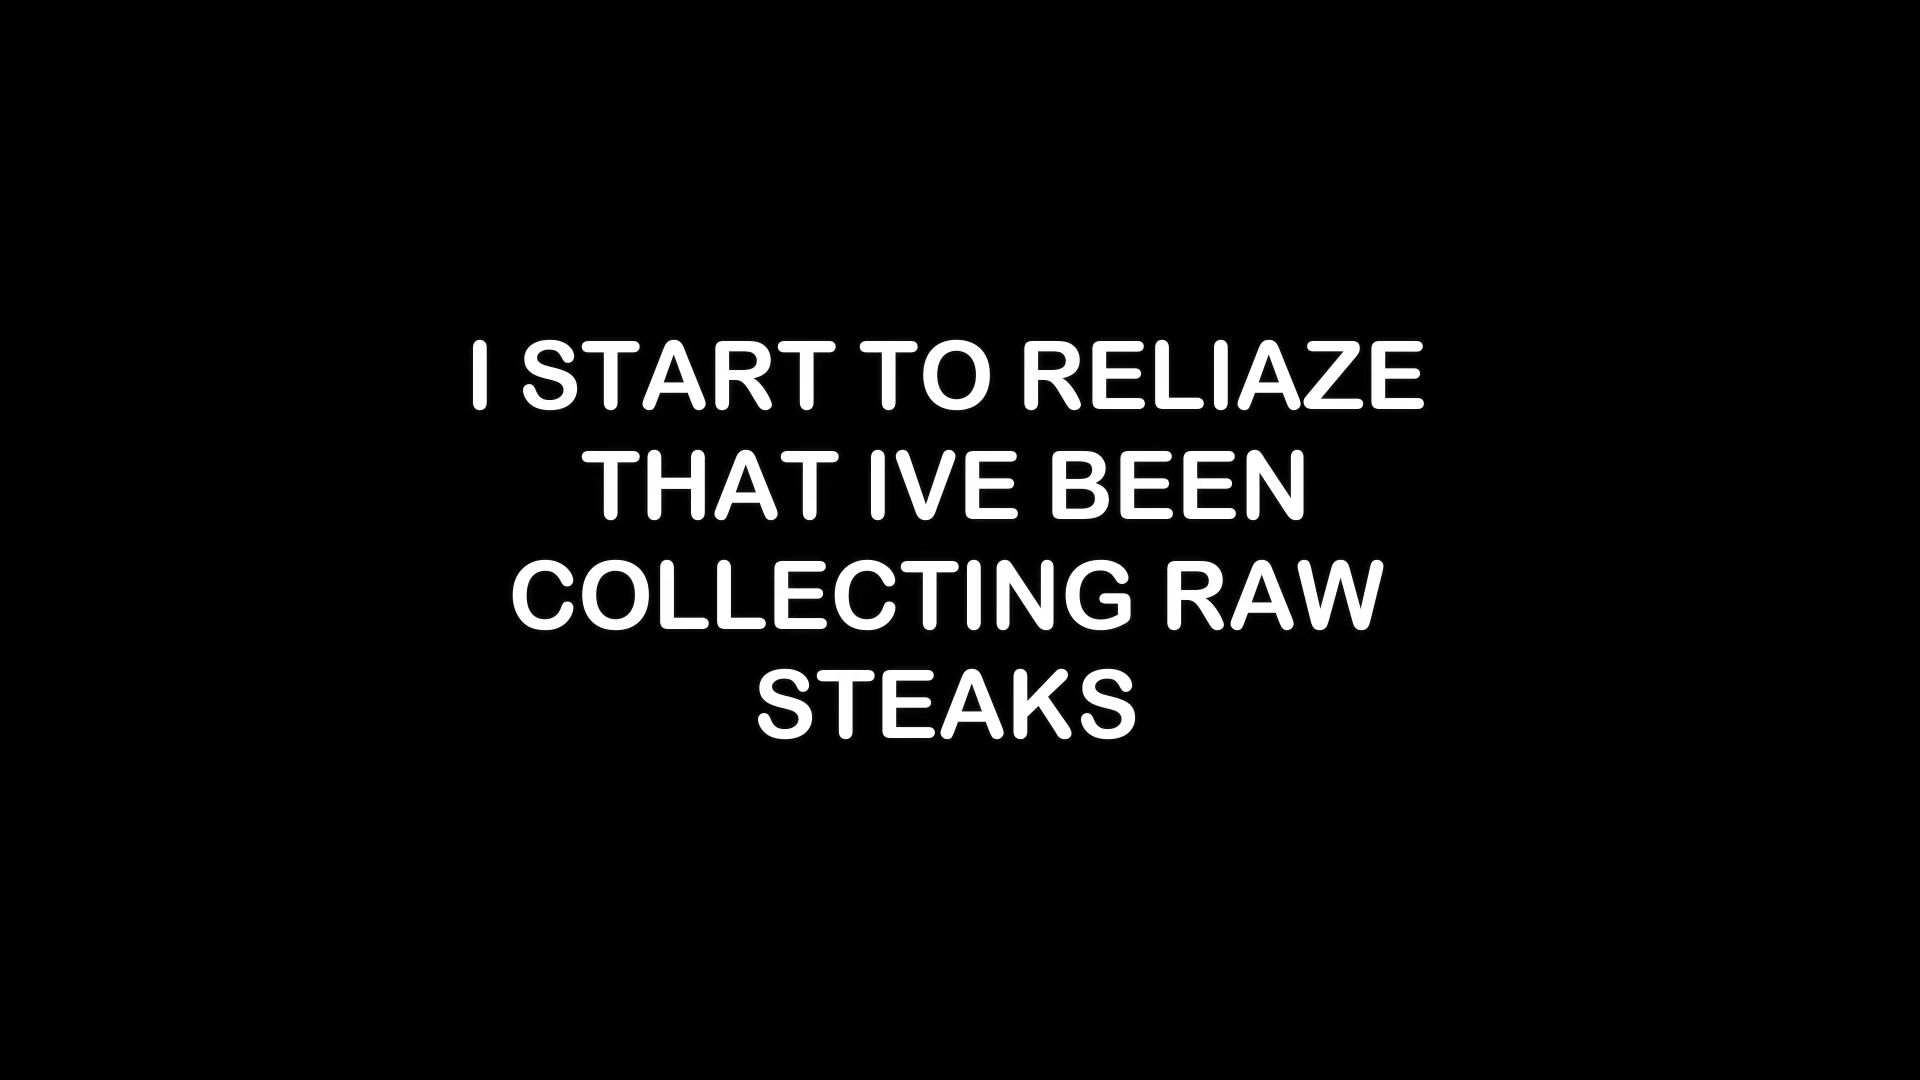 I START TO RELIAZE
THAT IVE BEEN
COLLECTING RAW
STEAKS